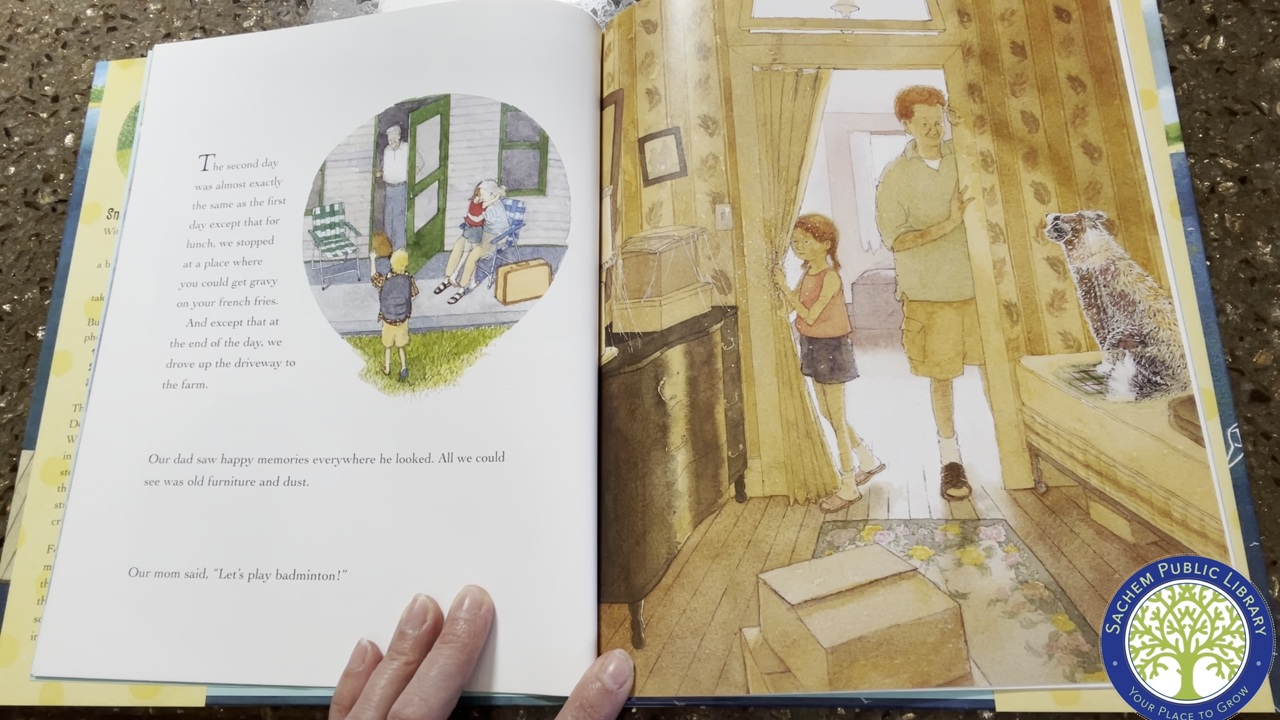 The second day
was almost exactly
the same as the first
day except that for
lunch, we stopped
at a place where
you could get gravy
on your french fries.
And except that at
the end of the day, we
drove up the driveway to
the farm.
Our dad saw happy memories everywhere he looked. All we could
see was old furniture and dust.
Our mom said, "Let's play badminton!"
SACHEM PUBLIC LIBRARY
YOUR PLACE TO GROW